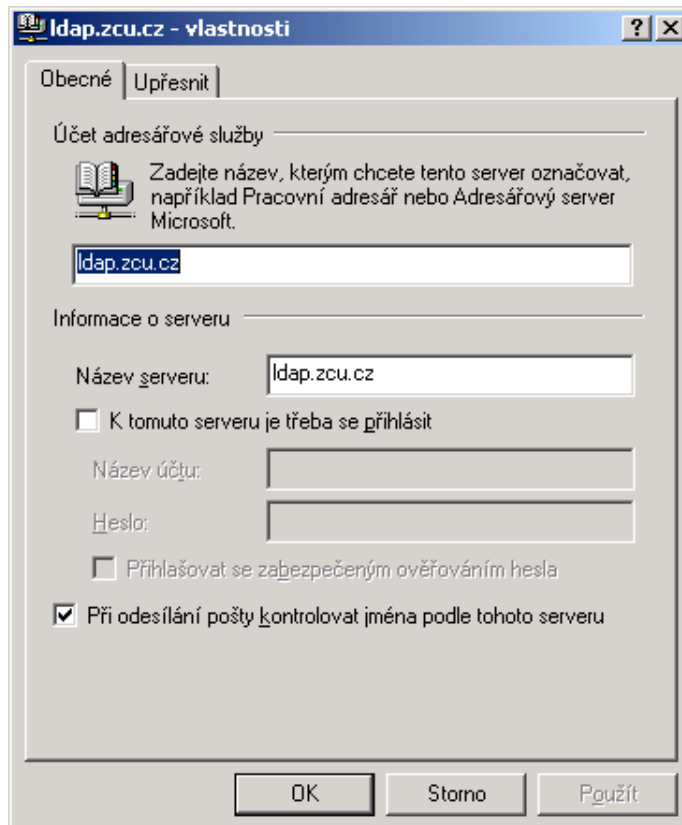 ldap.zcu.cz - vlastnosti
Obecné
Upřesnit
Účet adresářové služby
Zadejte název, kterým chcete tento server označovat,
například Pracovní adresář nebo Adresářový server
Microsoft.
ldap.zcu.cz
Informace o serveru
Název serveru:
ldap.zcu.cz
K tomuto serveru je třeba se přihlásit
Název účtu:
Heslo:
Přihlašovat se zabezpečeným ověřováním hesla
Při odesílání pošty kontrolovat jména podle tohoto serveru
OK
Storno
Použít